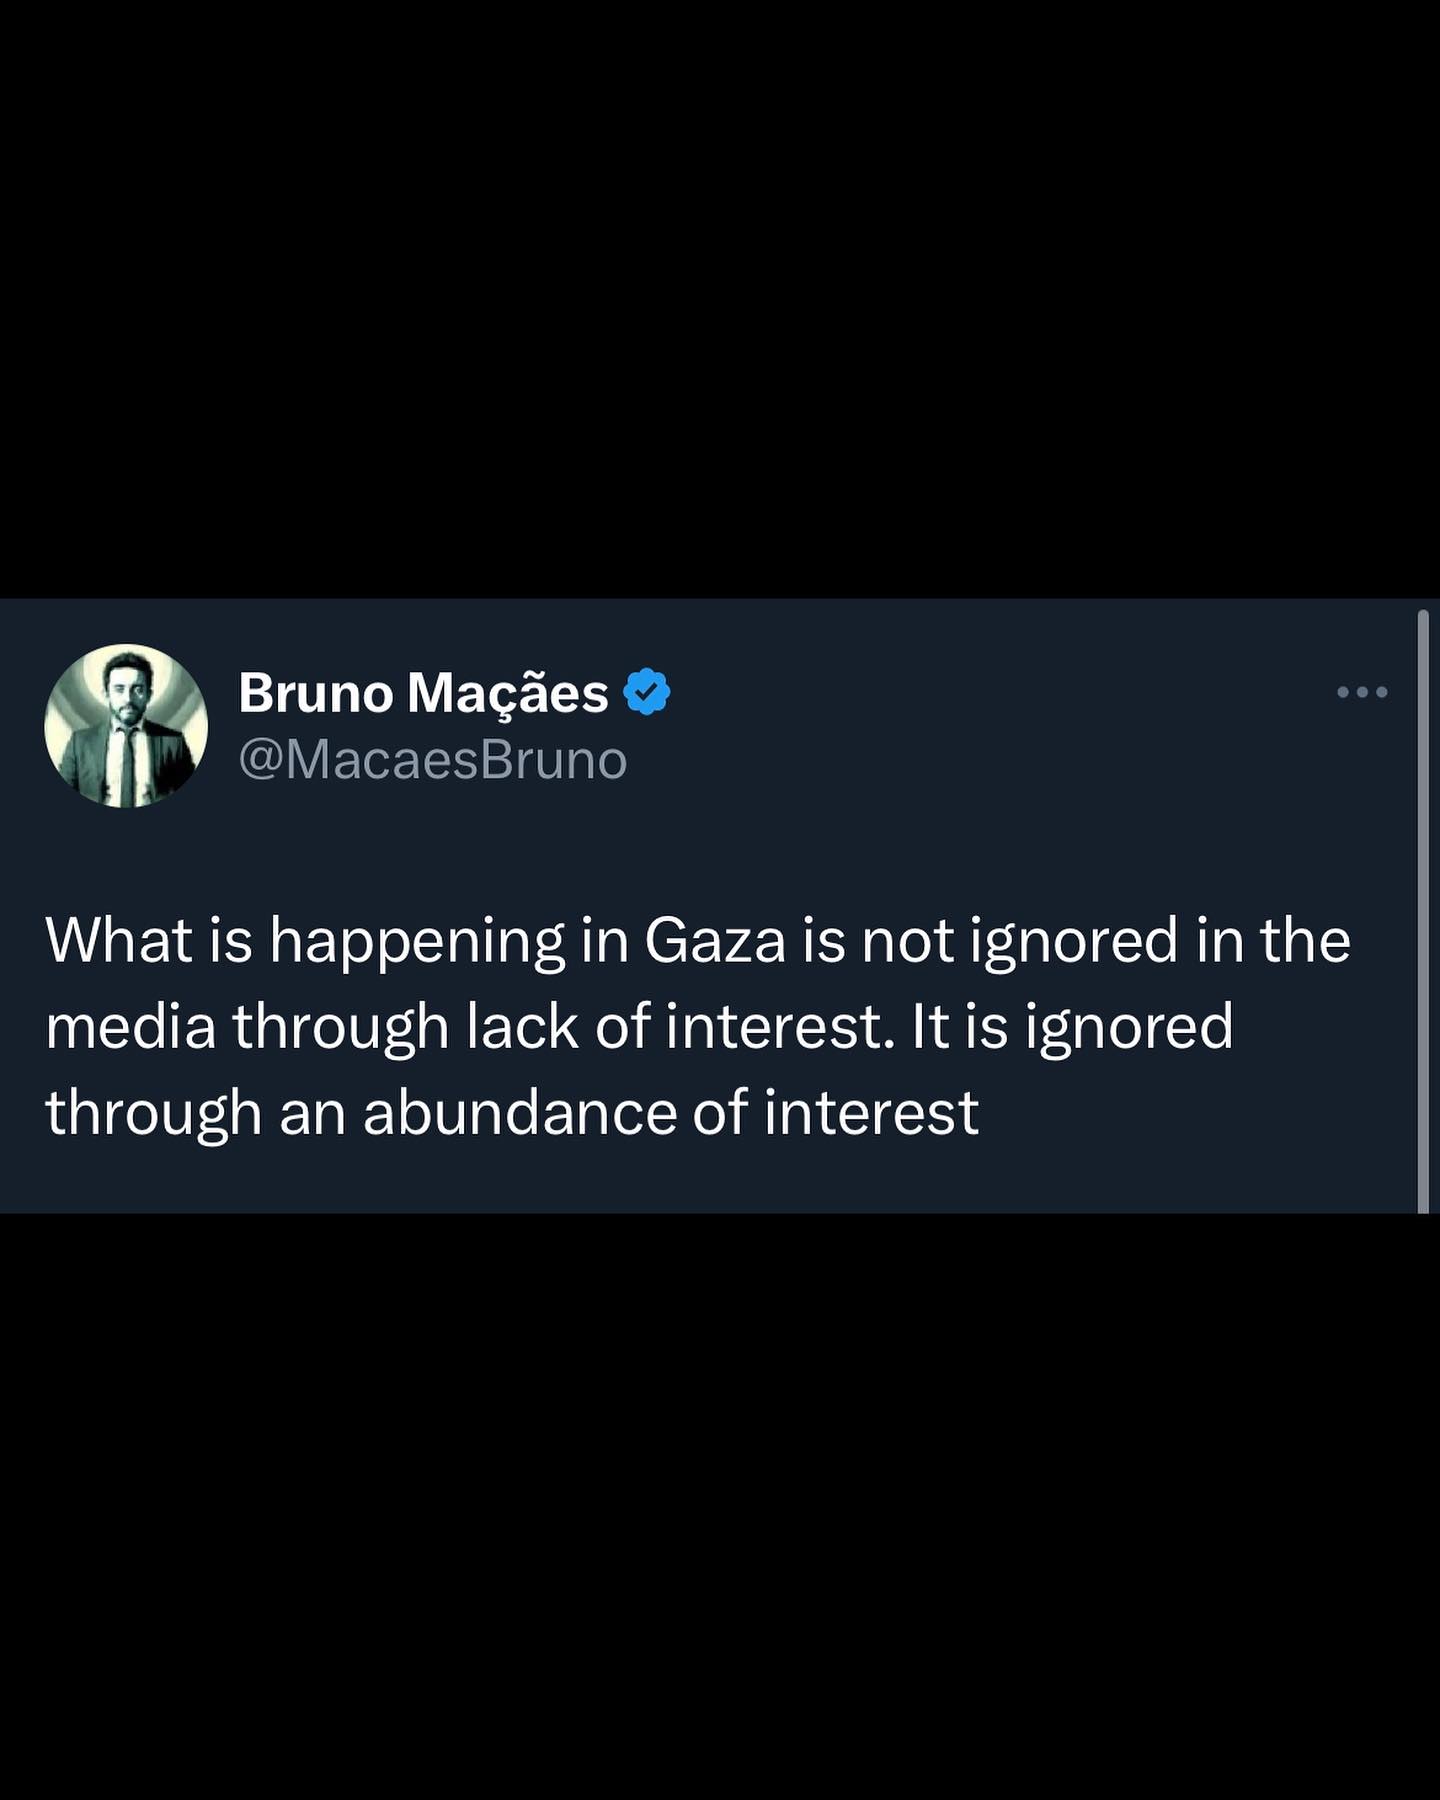 Bruno Maçães
@MacaesBruno
What is happening in Gaza is not ignored in the
media through lack of interest. It is ignored
through an abundance of interest